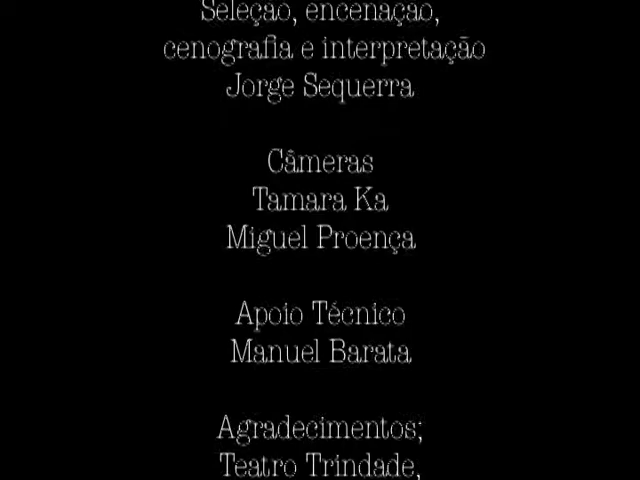 Seleção, encenação,
cenografia e interpretação
Jorge Sequerra
Câmeras
Tamara Ka
Miguel Proença
Apoio Técnico
Manuel Barata
Agradecimentos;
Teatro Trindade,